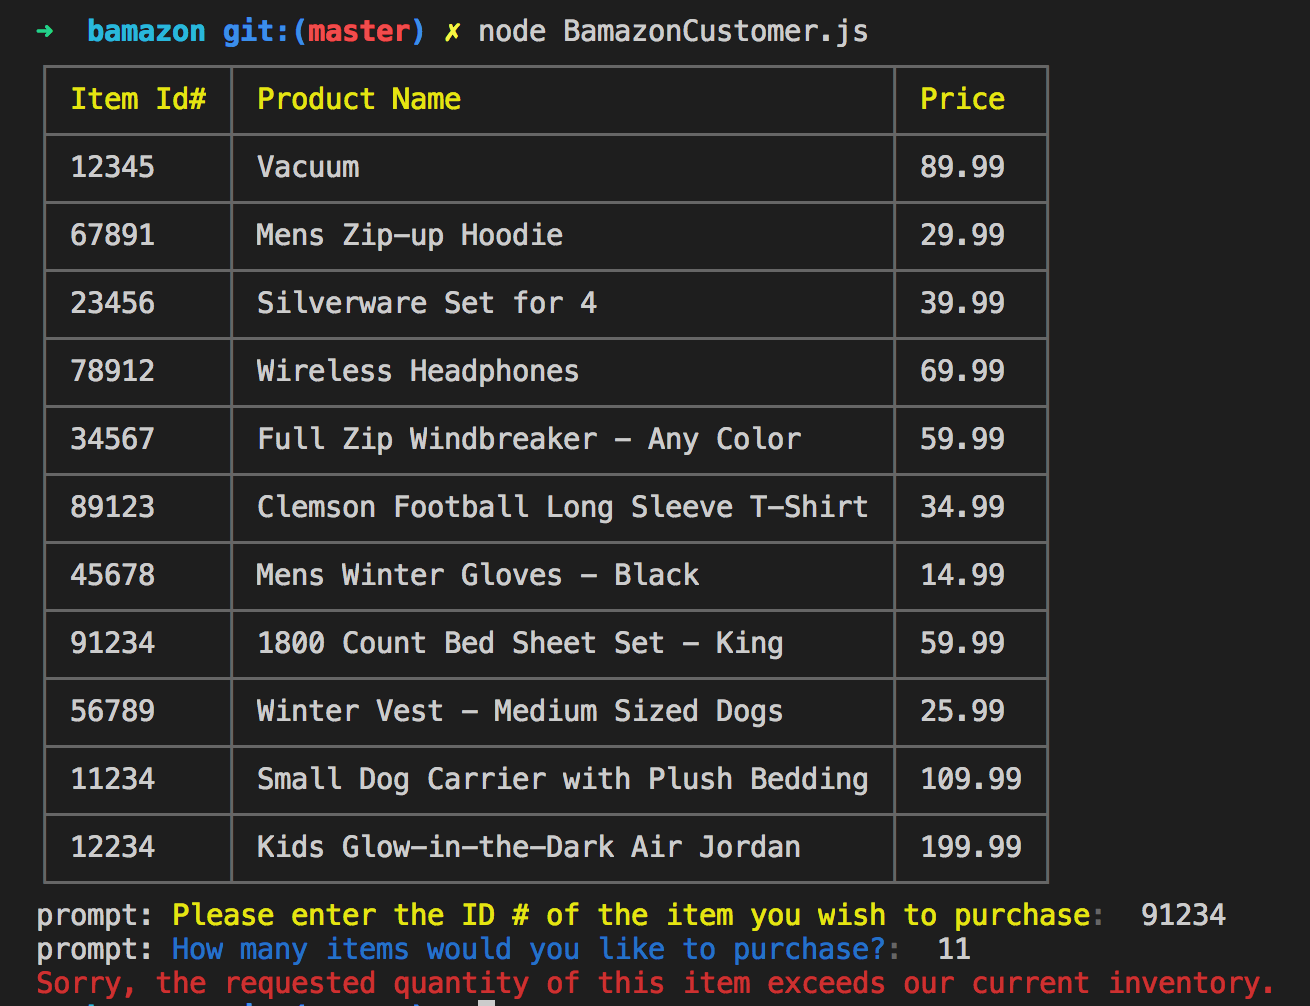 ➜ bamazon git:(master) ✗ node BamazonCustomer.js
Item Id# Product Name Price
12345 Vacuum 89.99
67891 Mens Zip-up Hoodie 29.99
23456 Silverware Set for 4 39.99
78912 Wireless Headphones 69.99
34567 Full Zip Windbreaker - Any Color 59.99
89123 Clemson Football Long Sleeve T-Shirt 34.99
45678 Mens Winter Gloves - Black 14.99
91234 1800 Count Bed Sheet Set - King 59.99
56789 Winter Vest - Medium Sized Dogs 25.99
11234 Small Dog Carrier with Plush Bedding 109.99
12234 Kids Glow-in-the-Dark Air Jordan 199.99
prompt: Please enter the ID # of the item you wish to purchase: 91234
prompt: How many items would you like to purchase?: 11
Sorry, the requested quantity of this item exceeds our current inventory.